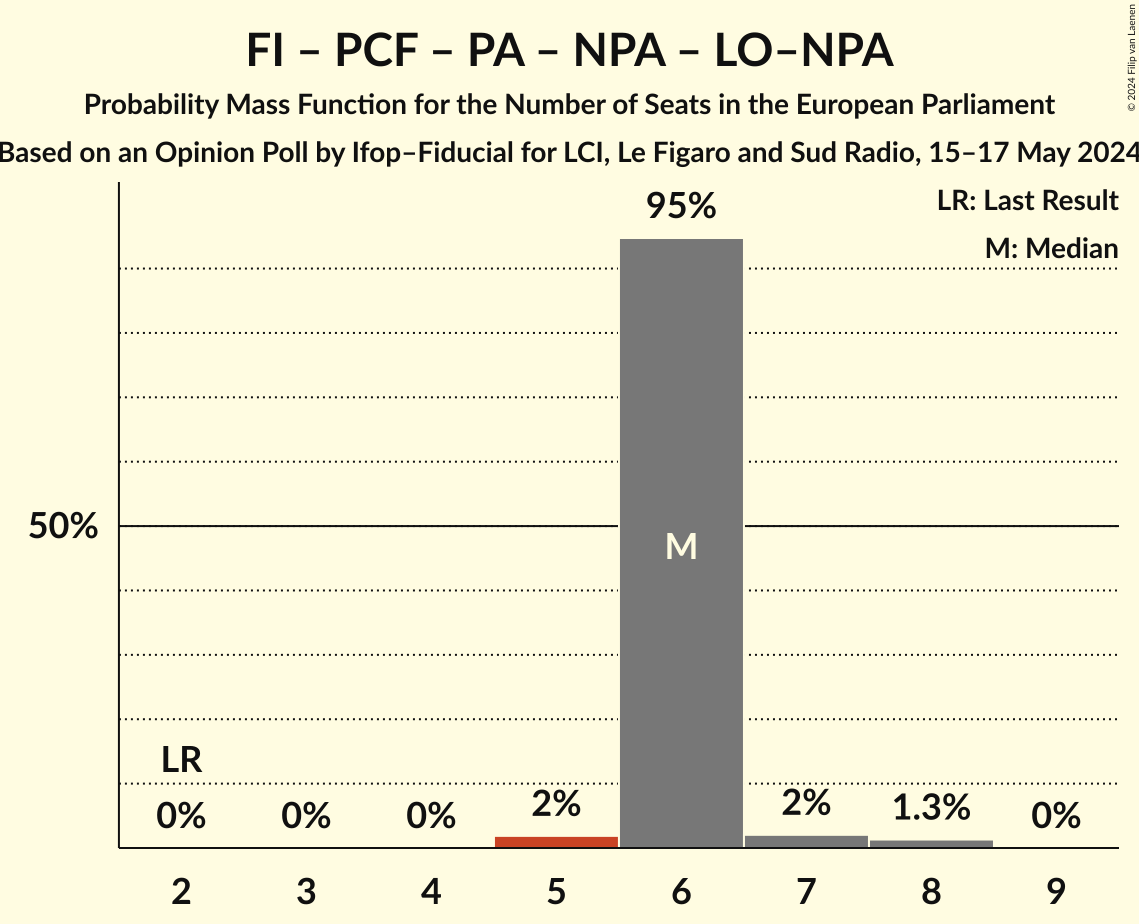 FI – PCF – PA – NPA – LO–NPA
Probability Mass Function for the Number of Seats in the European Parliament
Based on an Opinion Poll by Ifop–Fiducial for LCI, Le Figaro and Sud Radio, 15–17 May 2024
© 2024 Filip van Laenen
LR: Last Result
M: Median
95%
50%
M
LR
0%
0%
0%
2%
2%
1.3%
0%
2
3
4
5
6
7
8
9